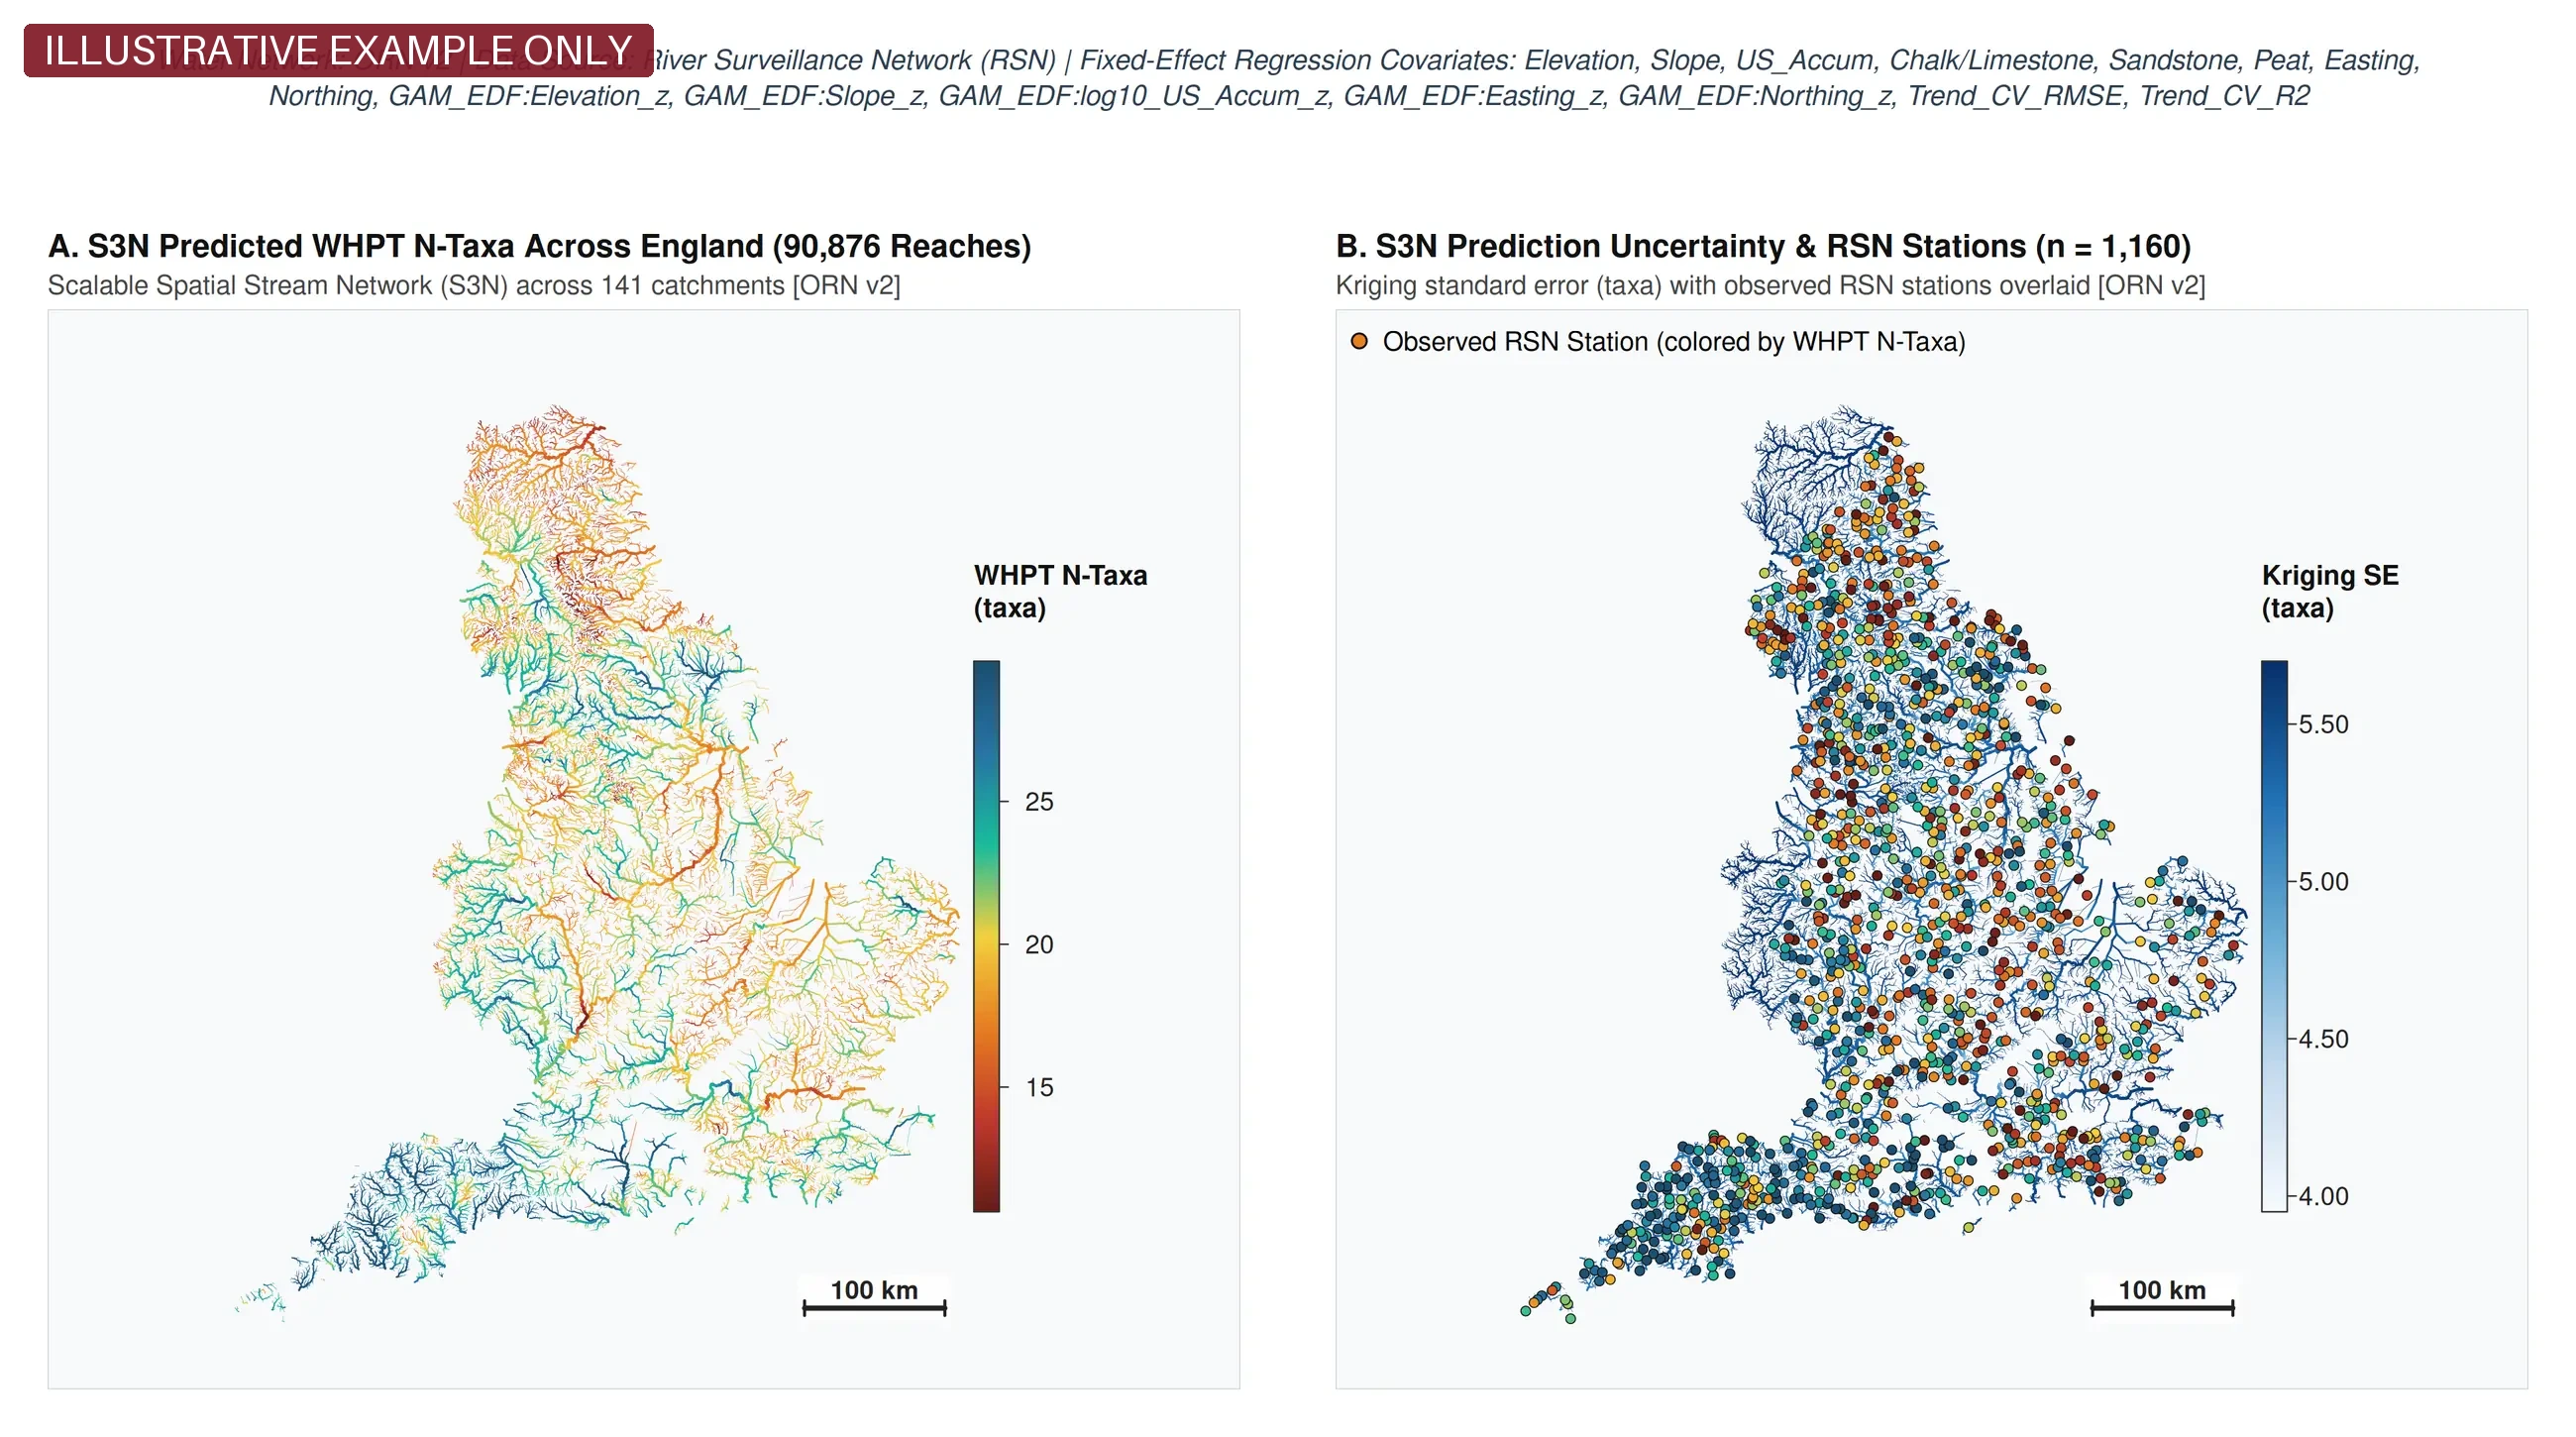 ILLUSTRATIVE EXAMPLE ONLY
River Surveillance Network (RSN) | Fixed-Effect Regression Covariates: Elevation, Slope, US_Accum, Chalk/Limestone, Sandstone, Peat, Easting,
Northing, GAM_EDF:Elevation_z, GAM_EDF:Slope_z, GAM_EDF:log10_US_Accum_z, GAM_EDF:Easting_z, GAM_EDF:Northing_z, Trend_CV_RMSE, Trend_CV_R2
A. S3N Predicted WHPT N-Taxa Across England (90,876 Reaches)
Scalable Spatial Stream Network (S3N) across 141 catchments [ORN v2]
WHPT N-Taxa
(taxa)
25
20
15
100 km
B. S3N Prediction Uncertainty & RSN Stations (n = 1,160)
Kriging standard error (taxa) with observed RSN stations overlaid [ORN v2]
Observed RSN Station (colored by WHPT N-Taxa)
Kriging SE
(taxa)
5.50
5.00
4.50
4.00
100 km